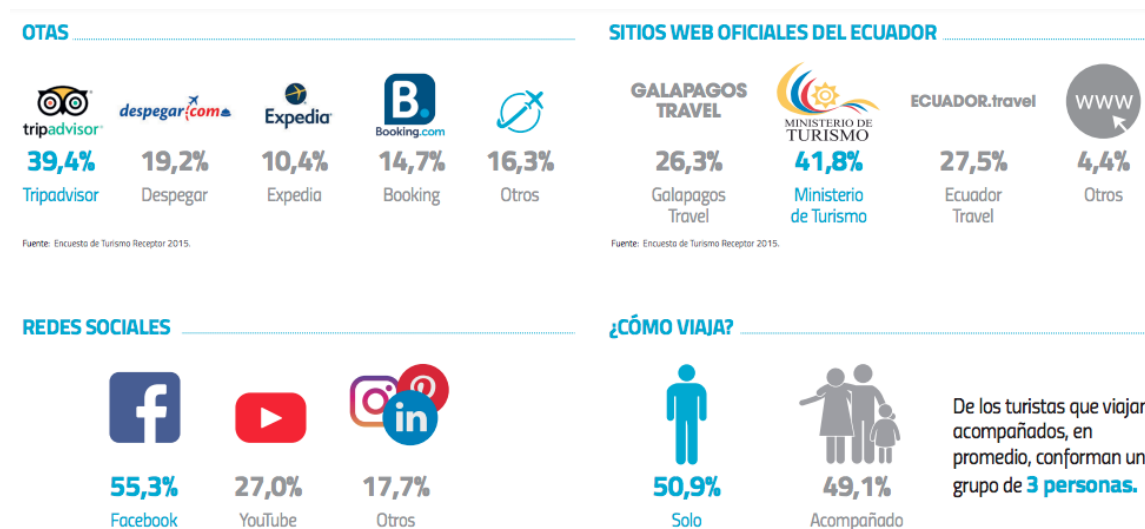 OTAS
tripadvisor
despegar.com
Expedia
B.
Booking.com
39,4%
19,2%
10,4%
14,7%
16,3%
Tripadvisor
Despegar
Expedia
Booking
Otros
Fuente: Encuesta de Turismo Receptor 2015.
SITIOS WEB OFICIALES DEL ECUADOR
GALAPAGOS
TRAVEL
MINISTERIO DE
TURISMO
ECUADOR.travel
WWW
26,3%
41,8%
27,5%
4,4%
Galapagos
Travel
Ministerio
de Turismo
Ecuador
Travel
Otros
Fuente: Encuesta de Turismo Receptor 2015.
REDES SOCIALES
f
in
55,3%
27,0%
17,7%
Facebook
YouTube
Otros
¿CÓMO VIAJA?
50,9%
49,1%
Solo
Acompañado
De los turistas que viajan
acompañados, en
promedio, conforman un
grupo de 3 personas.